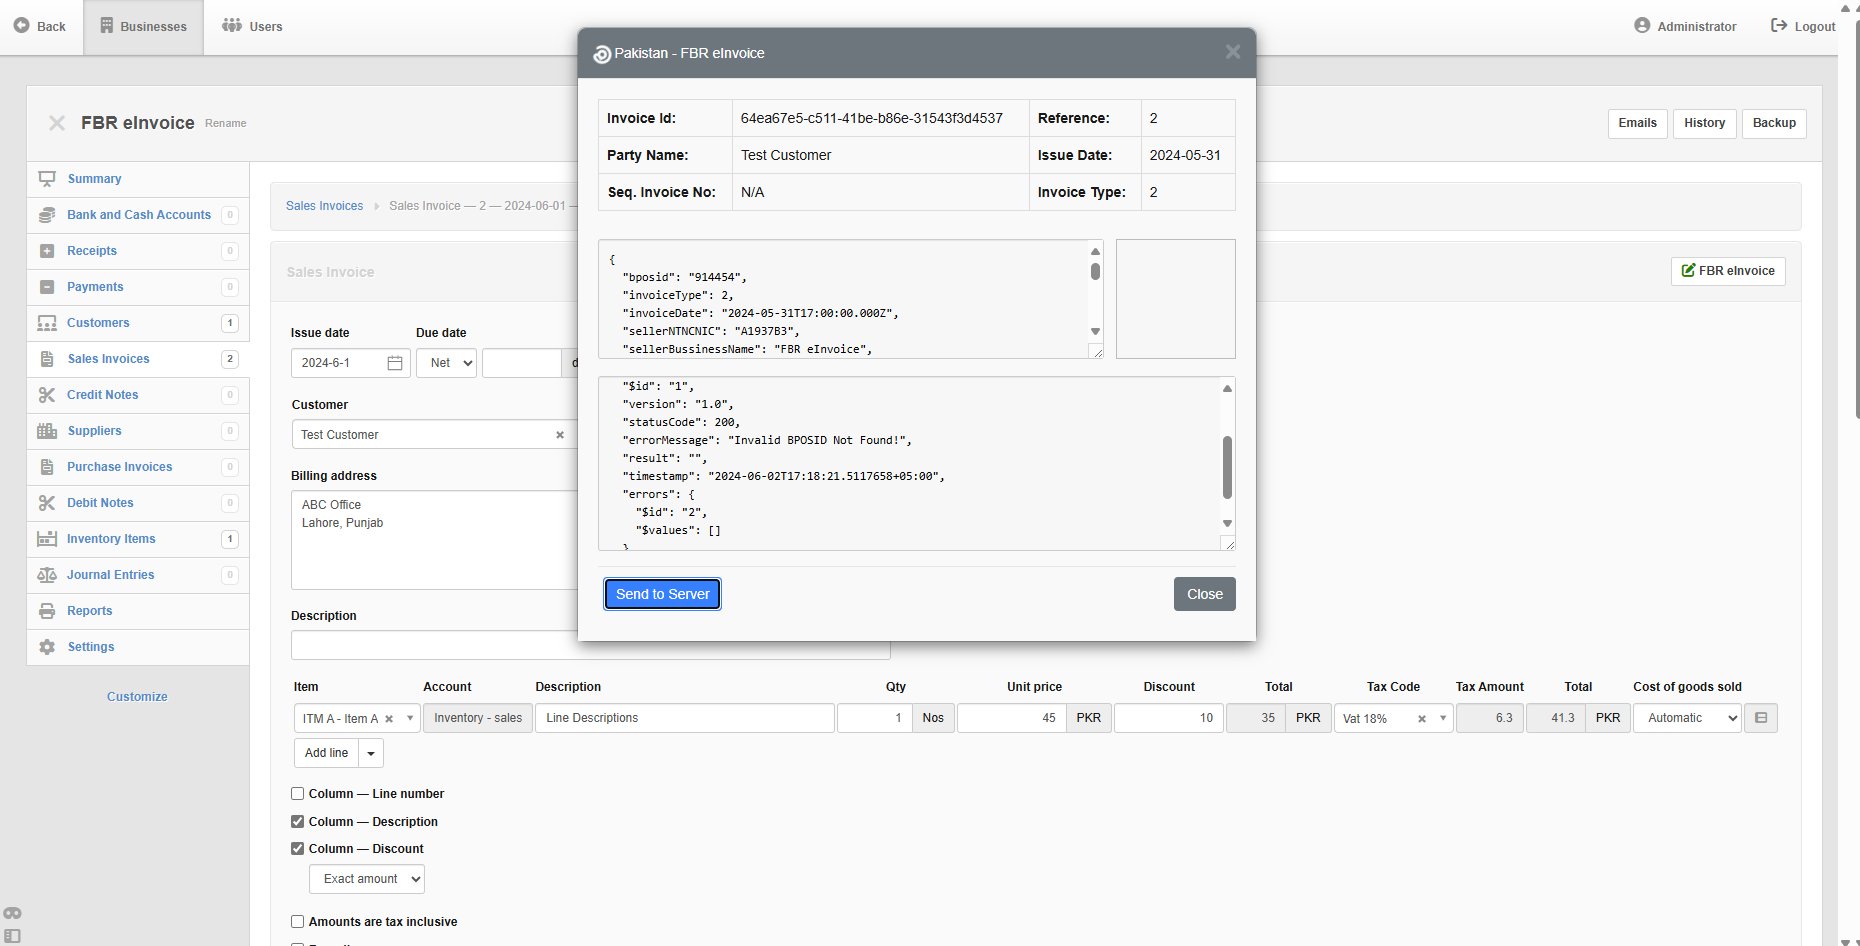 Back
Businesses
Users
Administrator
Logout
FBR eInvoice Rename
Emails
History
Backup
Summary
Bank and Cash Accounts 0
Receipts 0
Payments 0
Customers 1
Sales Invoices 2
Credit Notes 0
Suppliers 0
Purchase Invoices 0
Debit Notes 0
Inventory Items 1
Journal Entries 0
Reports
Settings
Customize
Sales Invoices Sales Invoice — 2 — 2024-06-01 —
Sales Invoice
FBR eInvoice
Issue date Due date
2024-6-1 Net d
Customer
Test Customer
Billing address
ABC Office
Lahore, Punjab
Description
Pakistan - FBR eInvoice
Invoice Id: 64ea67e5-c511-41be-b86e-31543f3d4537 Reference: 2
Party Name: Test Customer Issue Date: 2024-05-31
Seq. Invoice No: N/A Invoice Type: 2
{
"bposid": "914454",
"invoiceType": 2,
"invoiceDate": "2024-05-31T17:00:00.000Z",
"sellerNTNCNIC": "A1937B3",
"sellerBussinessName": "FBR eInvoice",
"$id": "1",
"version": "1.0",
"statusCode": 200,
"errorMessage": "Invalid BPOSID Not Found!",
"result": "",
"timestamp": "2024-06-02T17:18:21.5117658+05:00",
"errors": {
"$id": "2",
"$values": []
}
Send to Server
Close
Item Account Description Qty Unit price Discount Total Tax Code Tax Amount Total Cost of goods sold
ITM A - Item A Inventory - sales Line Descriptions 1 Nos 45 PKR 10 35 PKR Vat 18% 6.3 41.3 PKR Automatic
Add line
Column — Line number
Column — Description
Column — Discount
Exact amount
Amounts are tax inclusive